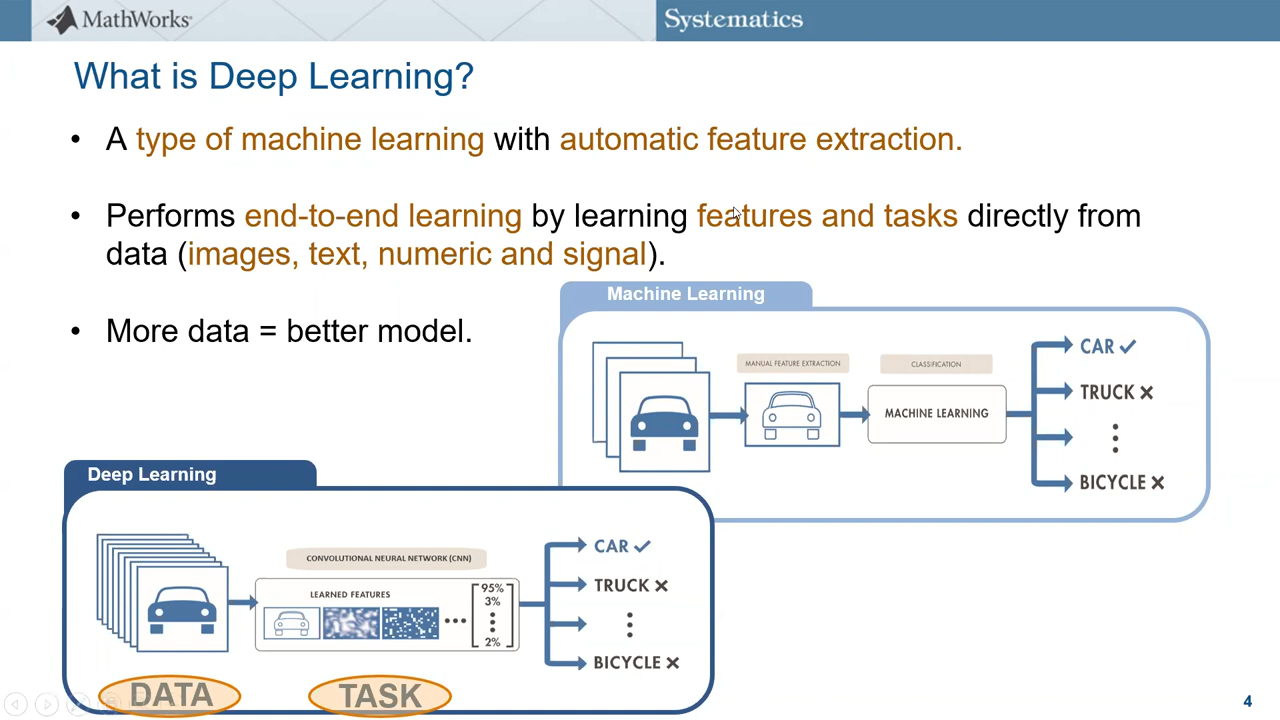 MathWorks
Systematics
What is Deep Learning?
• A type of machine learning with automatic feature extraction.
• Performs end-to-end learning by learning features and tasks directly from
data (images, text, numeric and signal).
• More data = better model.
Machine Learning
MANUAL FEATURE EXTRACTION
CLASSIFICATION
MACHINE LEARNING
CAR ✓
TRUCK ×
⋮
BICYCLE ×
Deep Learning
CONVOLUTIONAL NEURAL NETWORK (CNN)
LEARNED FEATURES
•••
95%
3%
⋮
2%
CAR ✓
TRUCK ×
⋮
BICYCLE ×
DATA
TASK
4